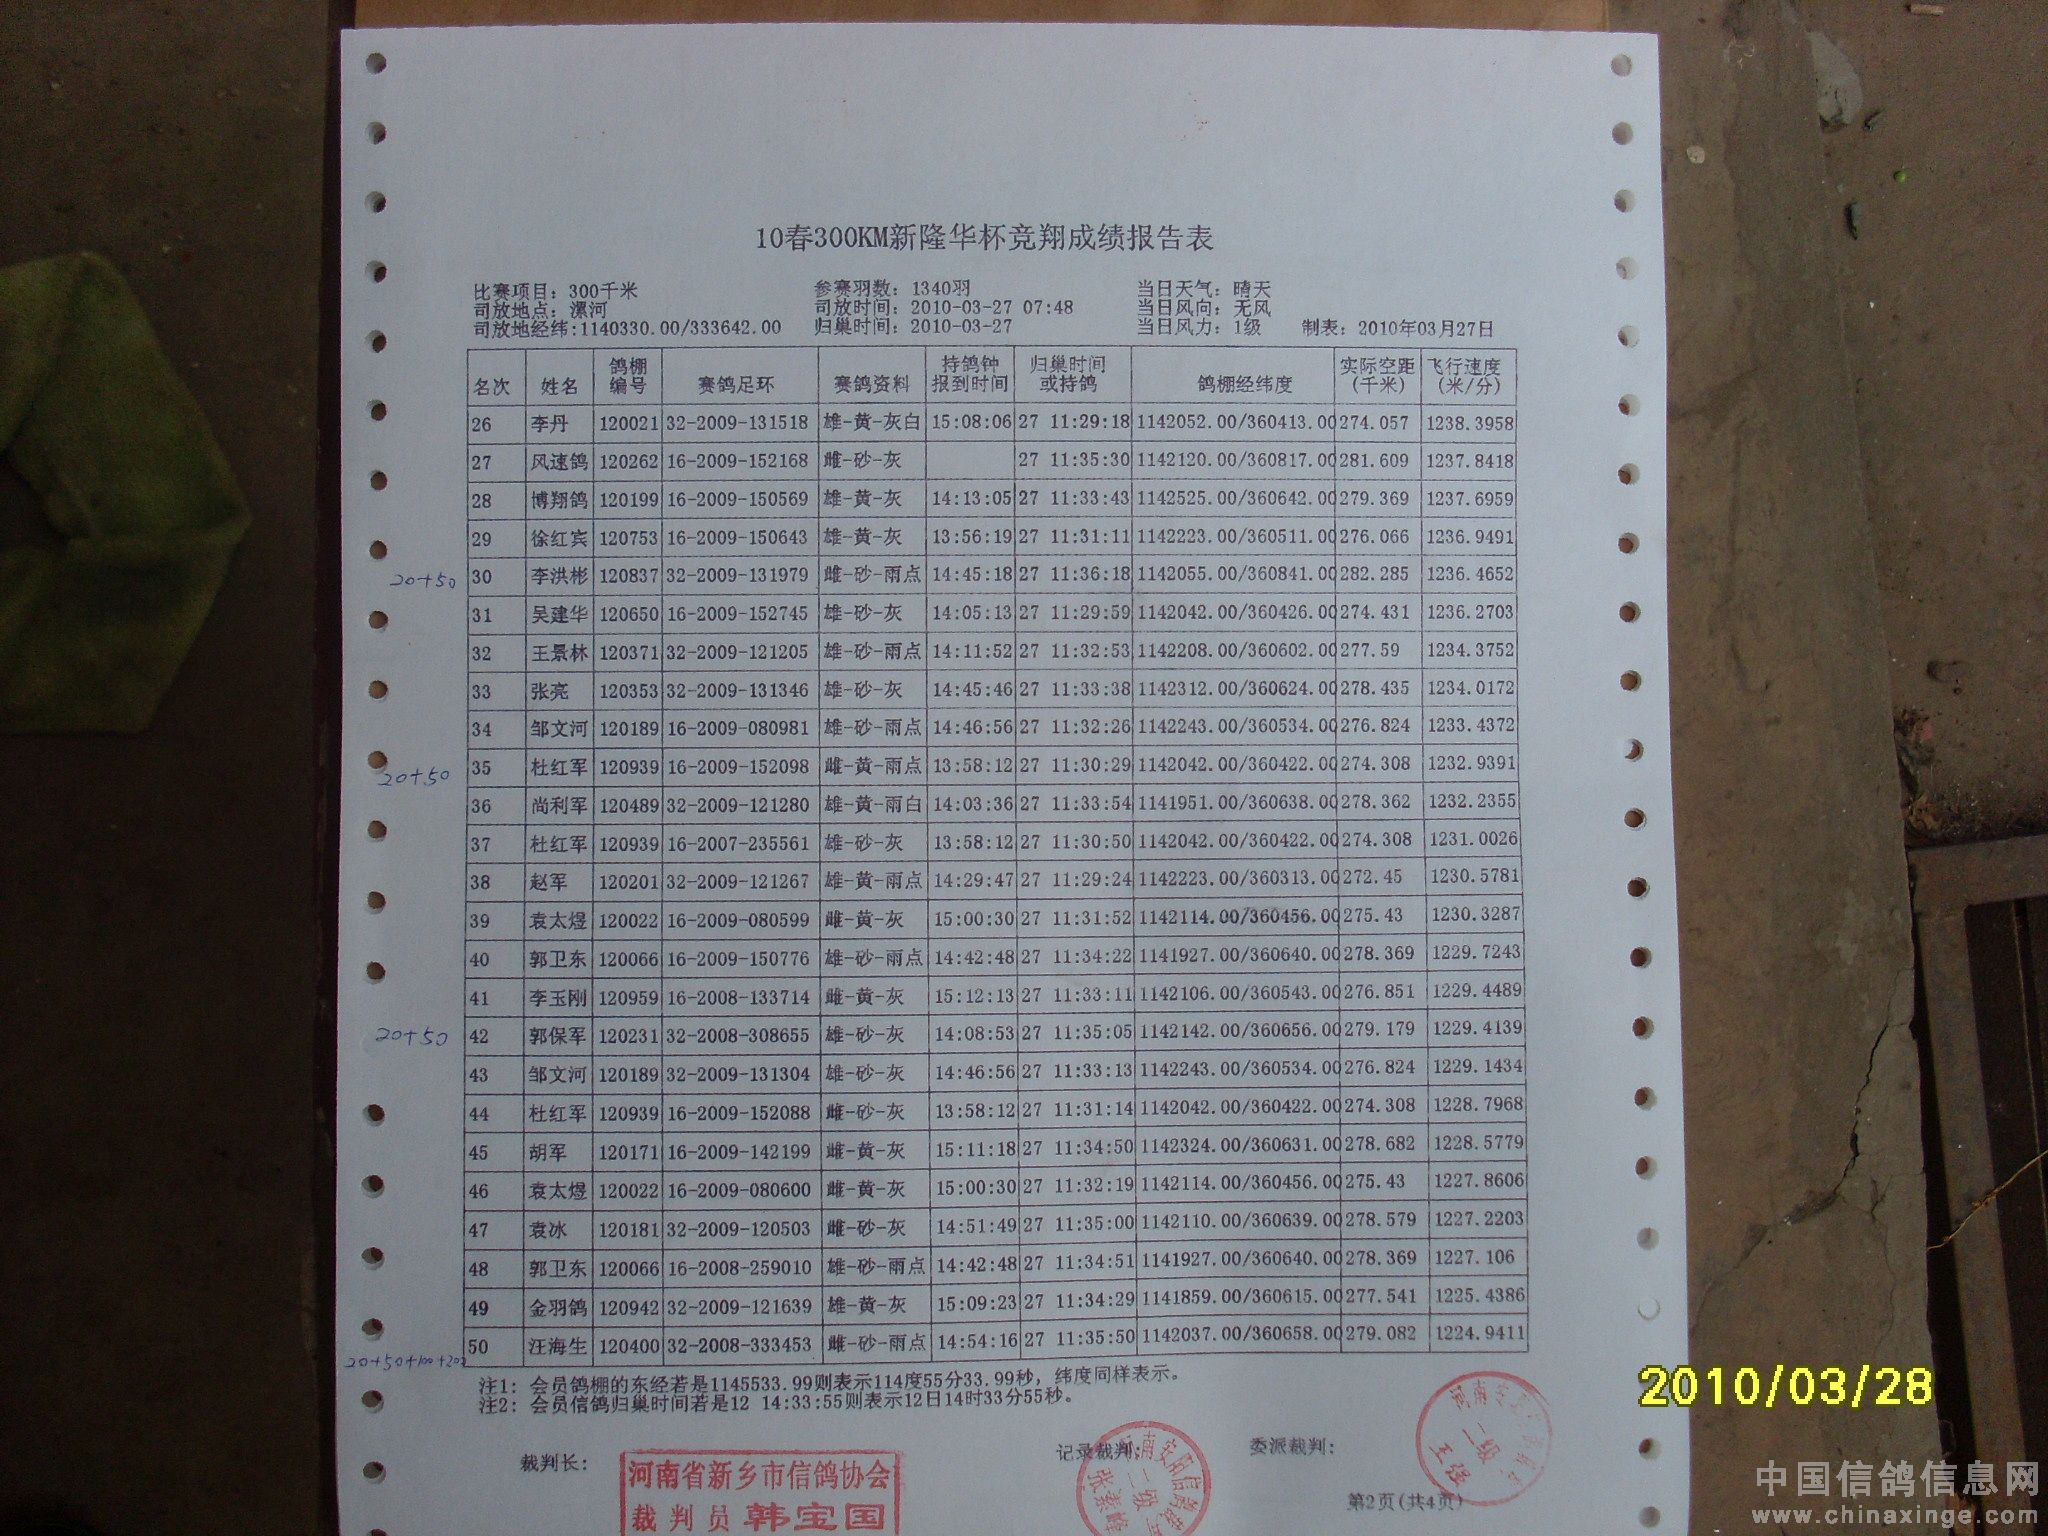 10春300KM新隆华杯竞翔成绩报告表
比赛项目: 300千米 参赛羽数: 1340羽 当日天气: 晴天
司放地点: 漯河 司放时间: 2010-03-27 07:48 当日风向: 无风
司放地经纬:1140330.00/333642.00 归巢时间: 2010-03-27 当日风力: 1级 制表: 2010年03月27日
名次 姓名 鸽棚编号 赛鸽足环 赛鸽资料 持鸽钟报到时间 归巢时间或持鸽 鸽棚经纬度 实际空距(千米) 飞行速度(米/分)
26 李丹 120021 32-2009-131518 雄-黄-灰白 15:08:06 27 11:29:18 1142052.00/360413.00 274.057 1238.3958
27 风速鸽 120262 16-2009-152168 雌-砂-灰 27 11:35:30 1142120.00/360817.00 281.609 1237.8418
28 博翔鸽 120199 16-2009-150569 雄-黄-灰 14:13:05 27 11:33:43 1142525.00/360642.00 279.369 1237.6959
29 徐红宾 120753 16-2009-150643 雄-黄-灰 13:56:19 27 11:31:11 1142223.00/360511.00 276.066 1236.9491
20+50 30 李洪彬 120837 32-2009-131979 雌-砂-雨点 14:45:18 27 11:36:18 1142055.00/360841.00 282.285 1236.4652
31 吴建华 120650 16-2009-152745 雄-砂-灰 14:05:13 27 11:29:59 1142042.00/360426.00 274.431 1236.2703
32 王景林 120371 32-2009-121205 雄-砂-雨点 14:11:52 27 11:32:53 1142208.00/360602.00 277.59 1234.3752
33 张亮 120353 32-2009-131346 雄-砂-灰 14:45:46 27 11:33:38 1142312.00/360624.00 278.435 1234.0172
34 邹文河 120189 16-2009-080981 雄-砂-雨点 14:46:56 27 11:32:26 1142243.00/360534.00 276.824 1233.4372
20+50 35 杜红军 120939 16-2009-152098 雌-黄-雨点 13:58:12 27 11:30:29 1142042.00/360422.00 274.308 1232.9391
36 尚利军 120489 32-2009-121280 雄-黄-雨白 14:03:36 27 11:33:54 1141951.00/360638.00 278.362 1232.2355
37 杜红军 120939 16-2007-235561 雄-砂-灰 13:58:12 27 11:30:50 1142042.00/360422.00 274.308 1231.0026
38 赵军 120201 32-2009-121267 雄-黄-雨点 14:29:47 27 11:29:24 1142223.00/360313.00 272.45 1230.5781
39 袁太煜 120022 16-2009-080599 雌-黄-灰 15:00:30 27 11:31:52 1142114.00/360456.00 275.43 1230.3287
40 郭卫东 120066 16-2009-150776 雄-砂-雨点 14:42:48 27 11:34:22 1141927.00/360640.00 278.369 1229.7243
41 李玉刚 120959 16-2008-133714 雌-黄-灰 15:12:13 27 11:33:11 1142106.00/360543.00 276.851 1229.4489
20+50 42 郭保军 120231 32-2008-308655 雄-砂-灰 14:08:53 27 11:35:05 1142142.00/360656.00 279.179 1229.4139
43 邹文河 120189 32-2009-131304 雄-砂-灰 14:46:56 27 11:33:13 1142243.00/360534.00 276.824 1229.1434
44 杜红军 120939 16-2009-152088 雌-砂-灰 13:58:12 27 11:31:14 1142042.00/360422.00 274.308 1228.7968
45 胡军 120171 16-2009-142199 雌-黄-灰 15:11:18 27 11:34:50 1142324.00/360631.00 278.682 1228.5779
46 袁太煜 120022 16-2009-080600 雌-黄-灰 15:00:30 27 11:32:19 1142114.00/360456.00 275.43 1227.8606
47 袁冰 120181 32-2009-120503 雌-砂-灰 14:51:49 27 11:35:00 1142110.00/360639.00 278.579 1227.2203
48 郭卫东 120066 16-2008-259010 雄-砂-雨点 14:42:48 27 11:34:51 1141927.00/360640.00 278.369 1227.106
49 金羽鸽 120942 32-2009-121639 雄-黄-灰 15:09:23 27 11:34:29 1141859.00/360615.00 277.541 1225.4386
20+50+100+200 50 汪海生 120400 32-2008-333453 雌-砂-雨点 14:54:16 27 11:35:50 1142037.00/360658.00 279.082 1224.9411
注1: 会员鸽棚的东经若是1145533.99则表示114度55分33.99秒, 纬度同样表示。
注2: 会员信鸽归巢时间若是12 14:33:55则表示12日14时33分55秒。
裁判长: 记录裁判: 委派裁判:
河南省新乡市信鸽协会
裁判员 韩宝国
河南安阳信鸽
二级
二级
第2页(共4页)
2010/03/28
中国信鸽信息网
www.chinaxinge.com